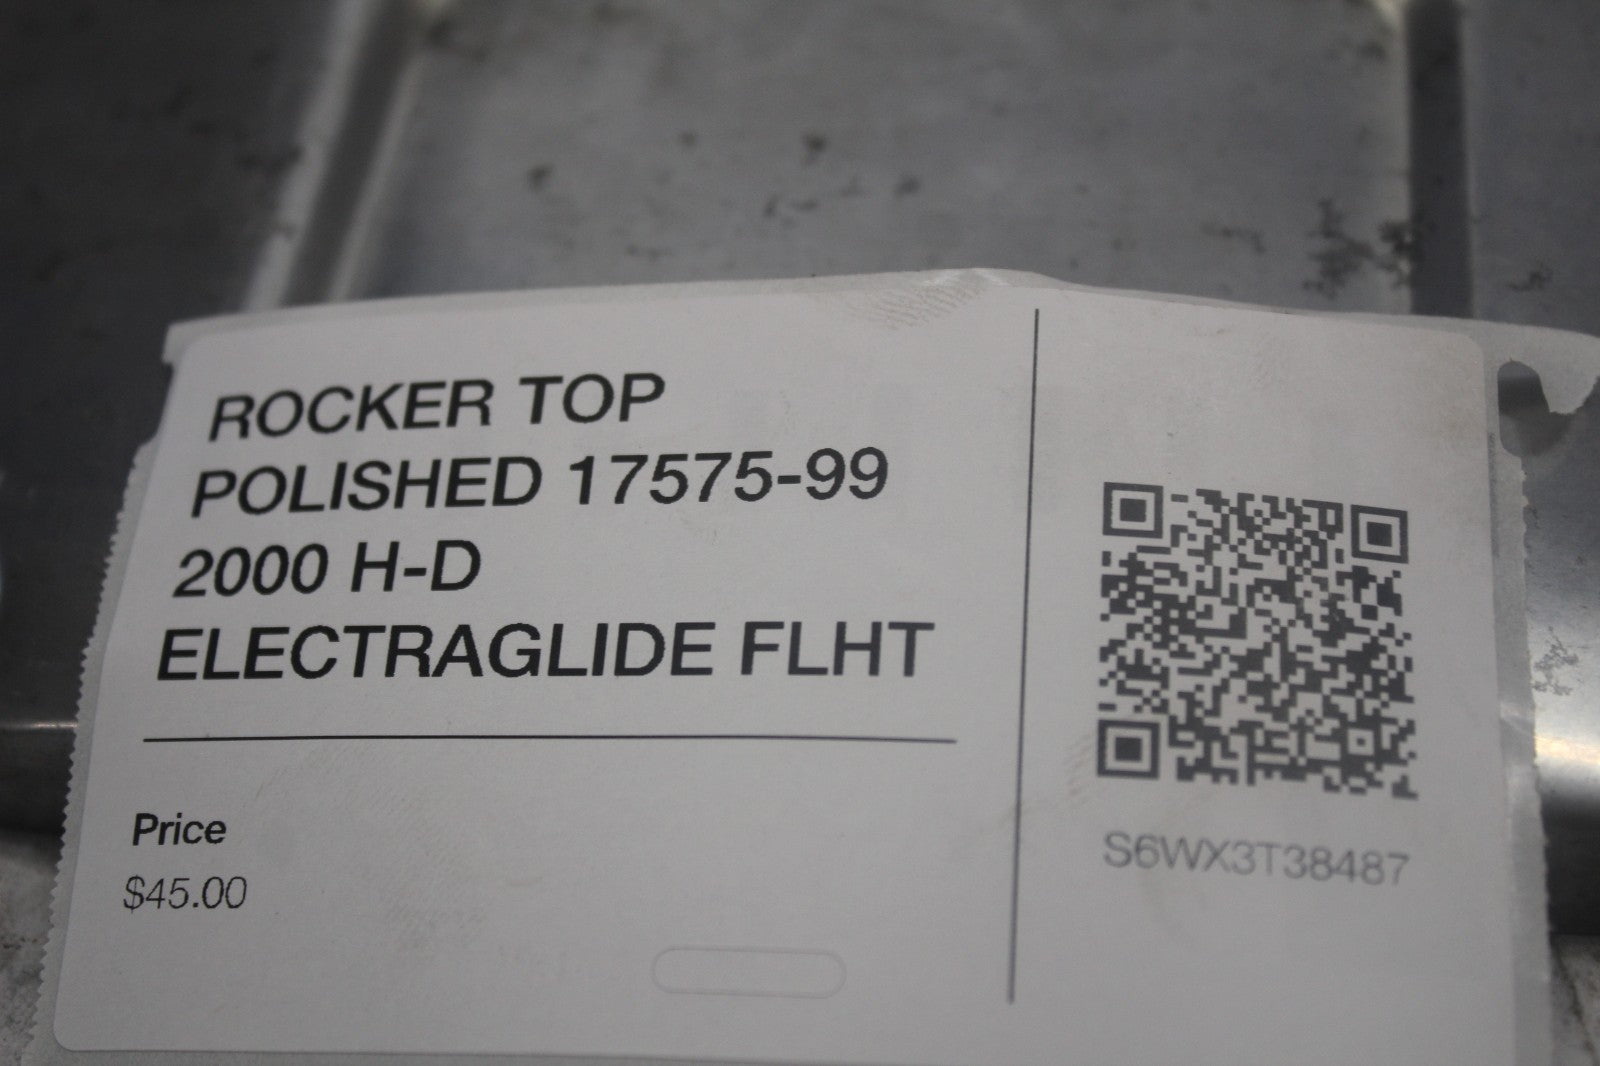 ROCKER TOP
POLISHED 17575-99
2000 H-D
ELECTRAGLIDE FLHT
Price
$45.00
S6WX3T38487